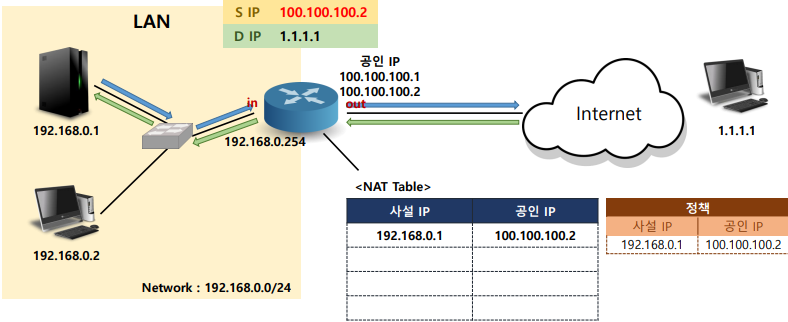 LAN
S IP 100.100.100.2
D IP 1.1.1.1
공인 IP
100.100.100.1
100.100.100.2
in
out
Internet
192.168.0.1
192.168.0.254
1.1.1.1
192.168.0.2
Network : 192.168.0.0/24
<NAT Table>
사설 IP 공인 IP
192.168.0.1 100.100.100.2
정책
사설 IP 공인 IP
192.168.0.1 100.100.100.2